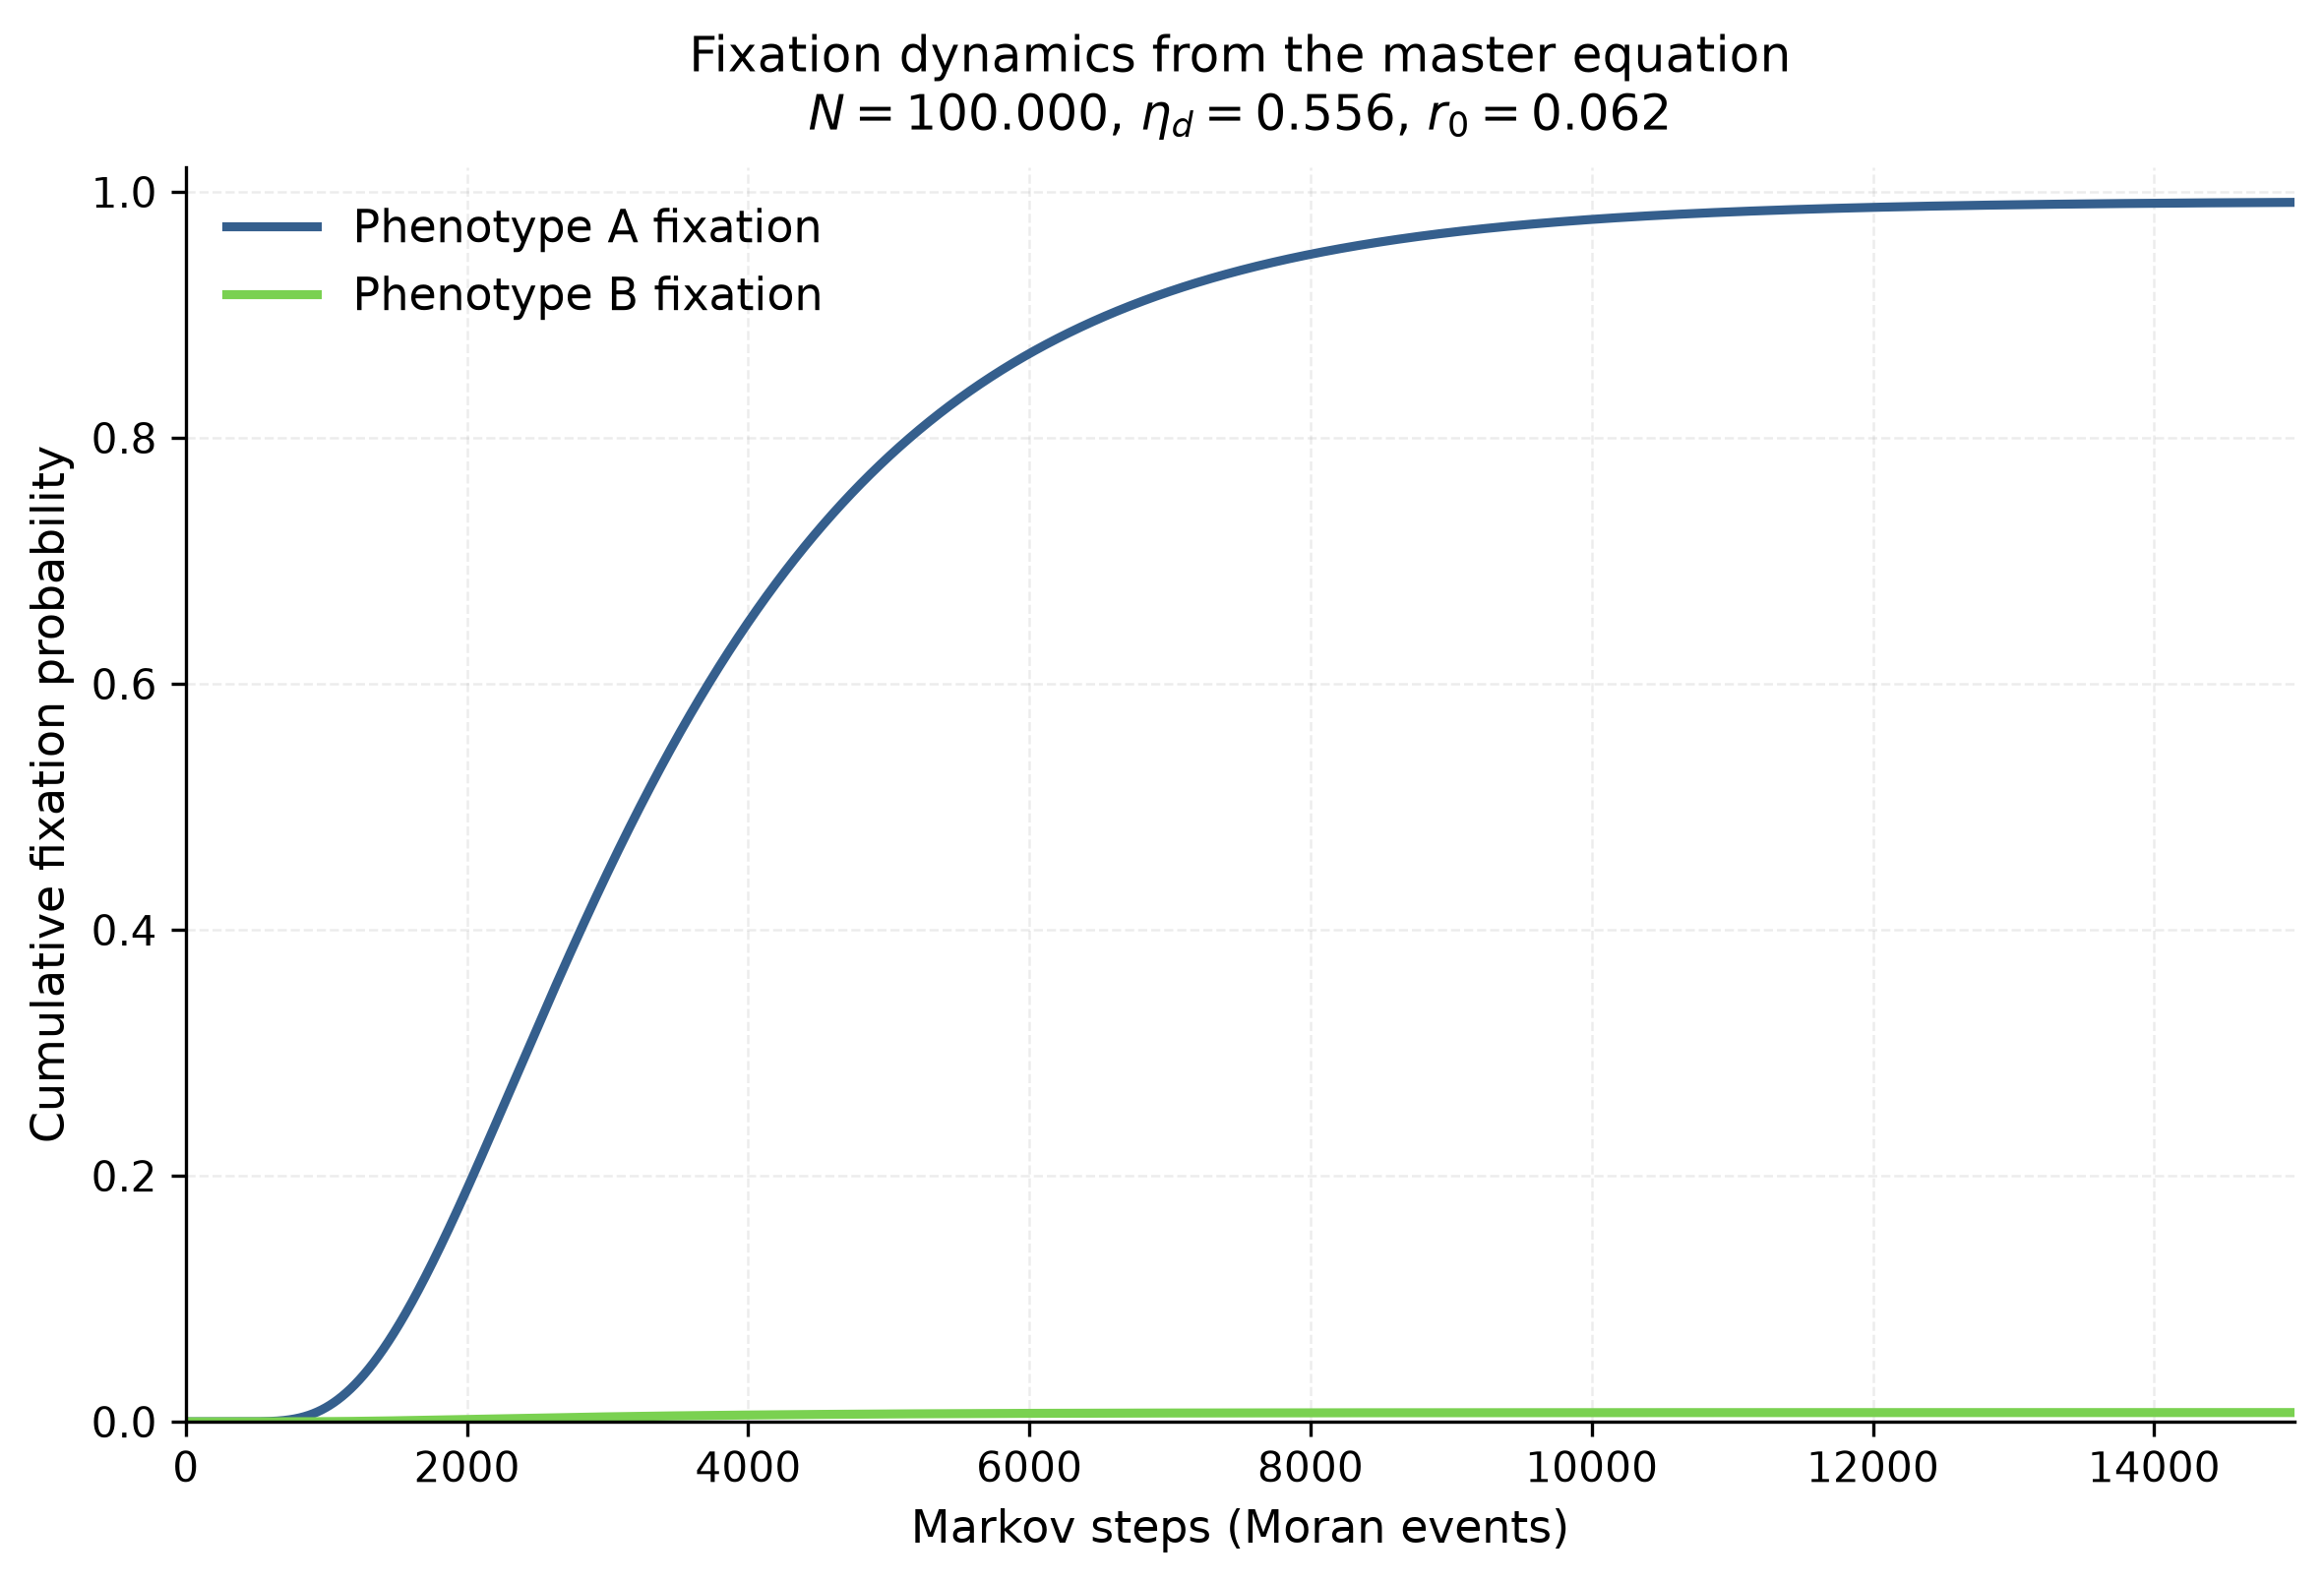 Fixation dynamics from the master equation
N = 100.000, η_d = 0.556, r_0 = 0.062
Phenotype A fixation
Phenotype B fixation
Cumulative fixation probability
1.0
0.8
0.6
0.4
0.2
0.0
0 2000 4000 6000 8000 10000 12000 14000
Markov steps (Moran events)